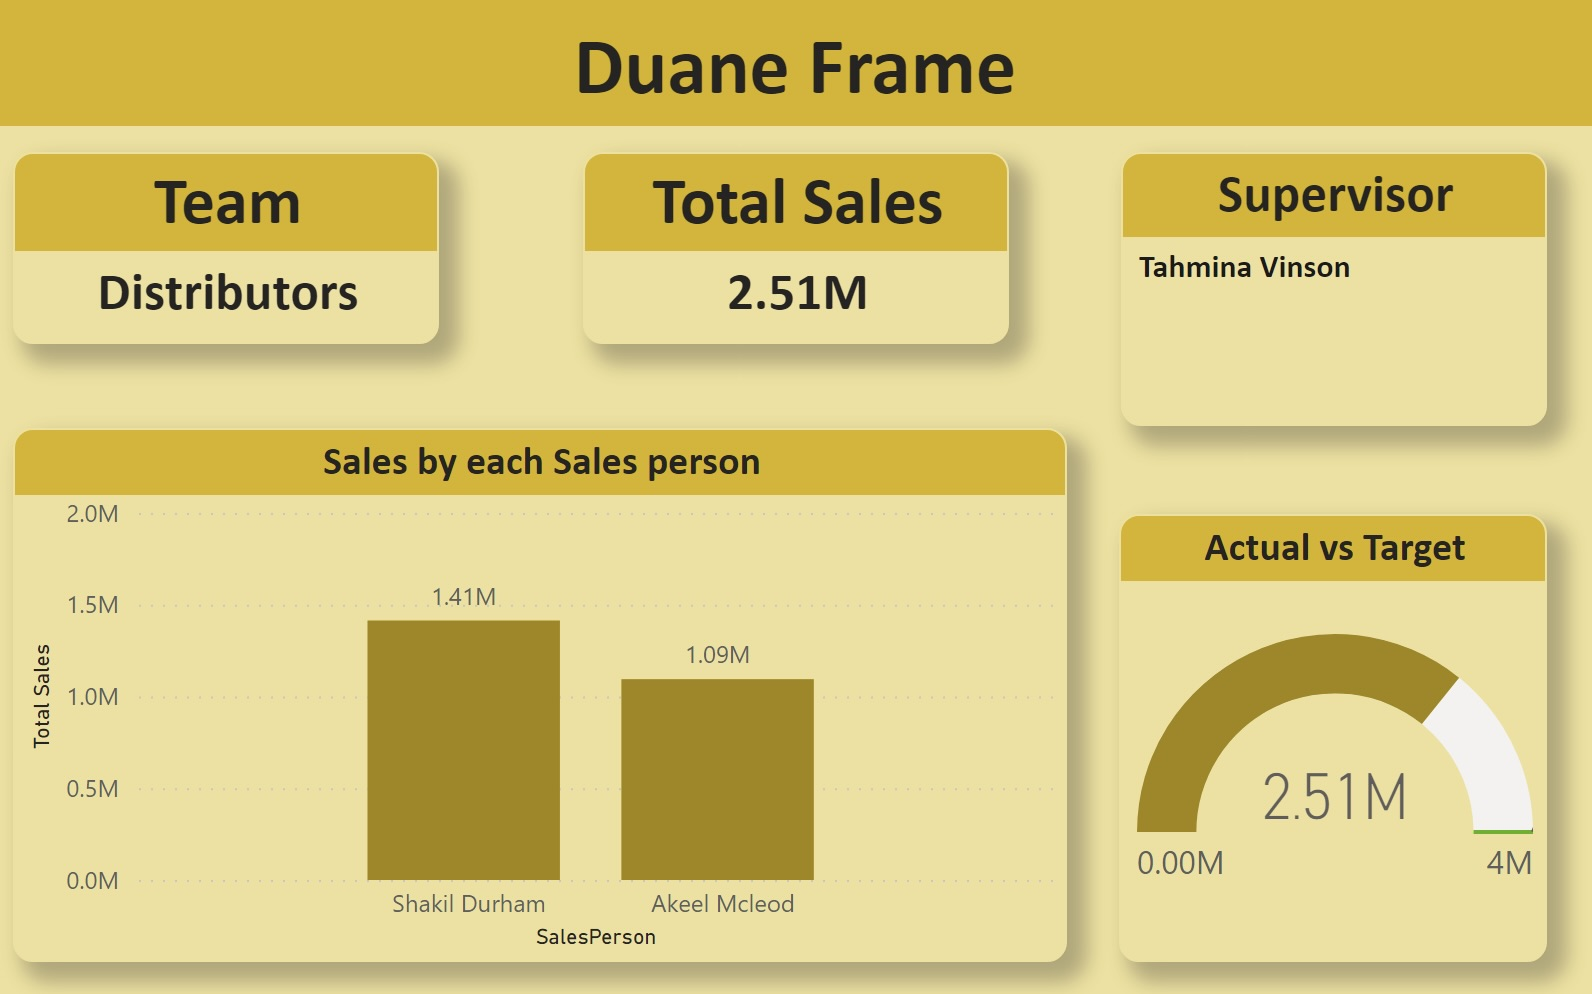 Duane Frame
Team
Distributors
Total Sales
2.51M
Supervisor
Tahmina Vinson
Sales by each Sales person
Total Sales
2.0M
1.5M
1.0M
0.5M
0.0M
1.41M
1.09M
Shakil Durham
Akeel Mcleod
SalesPerson
Actual vs Target
2.51M
0.00M
4M